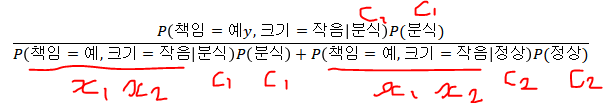 C₂ C₁
P(책임 = 예y, 크기 = 작음|분식)P(분식)
P(책임 = 예, 크기 = 작음|분식)P(분식) + P(책임 = 예, 크기 = 작음|정상)P(정상)
x₁ x₂ C₁ C₁ x₁ x₂ C₂ C₂